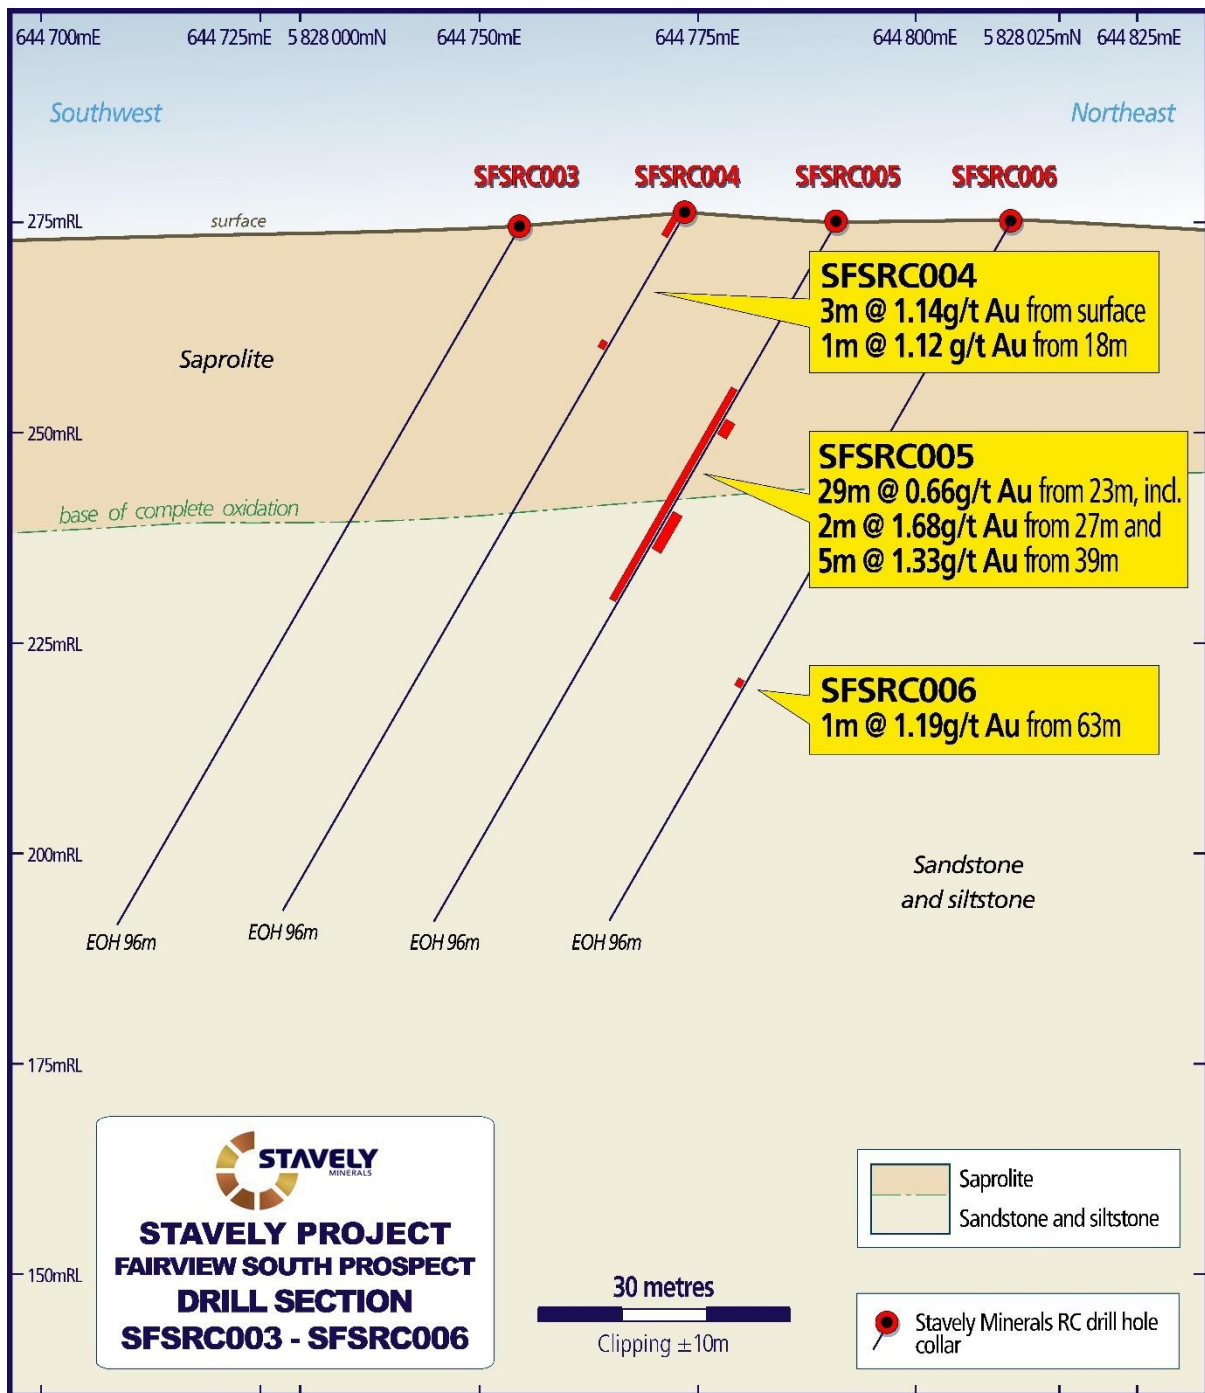 644 700mE 644 725mE 5 828 000mN 644 750mE 644 775mE 644 800mE 5 828 025mN 644 825mE
Southwest Northeast
SFSRC003 SFSRC004 SFSRC005 SFSRC006
275mRL
surface
SFSRC004
3m @ 1.14g/t Au from surface
1m @ 1.12 g/t Au from 18m
Saprolite
250mRL
SFSRC005
29m @ 0.66g/t Au from 23m, incl.
2m @ 1.68g/t Au from 27m and
5m @ 1.33g/t Au from 39m
base of complete oxidation
225mRL
SFSRC006
1m @ 1.19g/t Au from 63m
200mRL
Sandstone
and siltstone
EOH 96m EOH 96m EOH 96m EOH 96m
175mRL
STAVELY
MINERALS
STAVELY PROJECT
FAIRVIEW SOUTH PROSPECT
DRILL SECTION
SFSRC003 - SFSRC006
150mRL
30 metres
Clipping ±10m
Saprolite
Sandstone and siltstone
Stavely Minerals RC drill hole
collar